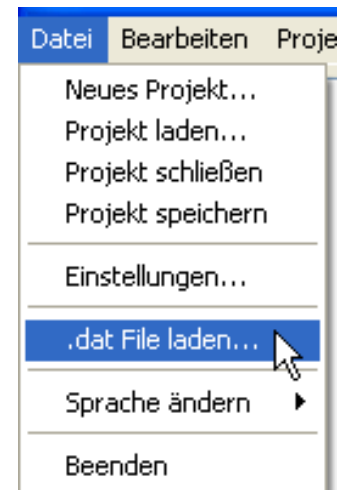 Datei Bearbeiten Proje
Neues Projekt...
Projekt laden...
Projekt schließen
Projekt speichern
Einstellungen...
.dat File laden...
Sprache ändern
Beenden